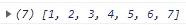 ▸ (7) [1, 2, 3, 4, 5, 6, 7]